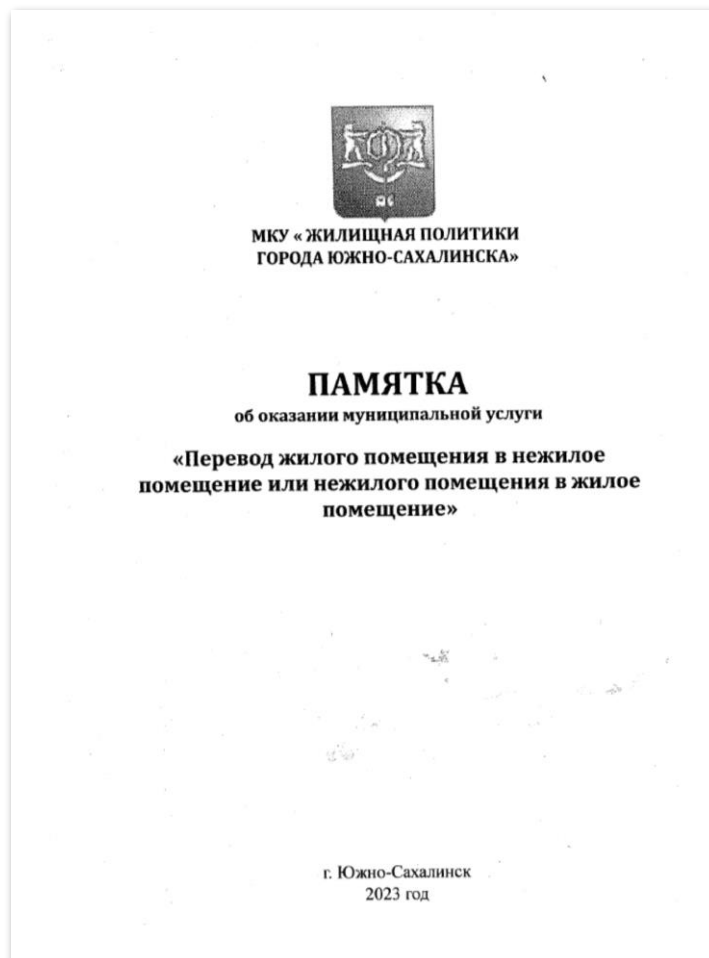 МКУ « ЖИЛИЩНАЯ ПОЛИТИКИ
ГОРОДА ЮЖНО-САХАЛИНСКА»
ПАМЯТКА
об оказании муниципальной услуги
«Перевод жилого помещения в нежилое
помещение или нежилого помещения в жилое
помещение»
г. Южно-Сахалинск
2023 год